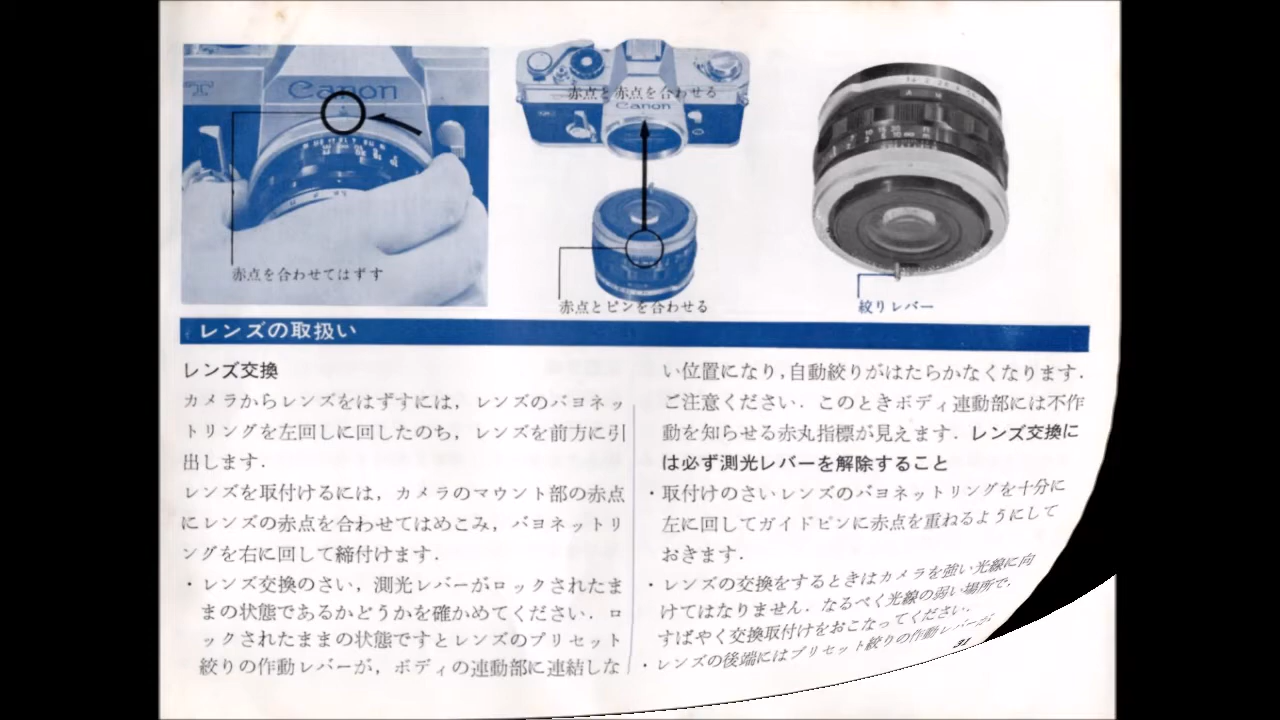 Canon
赤点を合わせてはずす
赤点と赤点を合わせる
Canon
赤点とピンを合わせる
絞りレバー
レンズの取扱い
レンズ交換
カメラからレンズをはずすには，レンズのバヨネッ
トリングを左回しに回したのち，レンズを前方に引
出します．
レンズを取付けるには，カメラのマウント部の赤点
にレンズの赤点を合わせてはめこみ，バヨネットリ
ングを右に回して締付けます．
・レンズ交換のさい，測光レバーがロックされたま
まの状態であるかどうかを確かめてください．ロ
ックされたままの状態ですとレンズのプリセット
絞りの作動レバーが，ボディの連動部に連結しな
い位置になり，自動絞りがはたらかなくなります．
ご注意ください．このときボディ連動部には不作
動を知らせる赤丸指標が見えます．レンズ交換に
は必ず測光レバーを解除すること
・取付けのさいレンズのバヨネットリングを十分に
左に回してガイドピンに赤点を重ねるようにして
おきます．
・レンズの交換をするときはカメラを強い光線に向
けてはなりません．なるべく光線の弱い場所で，
すばやく交換取付けをおこなってください．
・レンズの後端にはプリセット絞りの作動レバーが
31